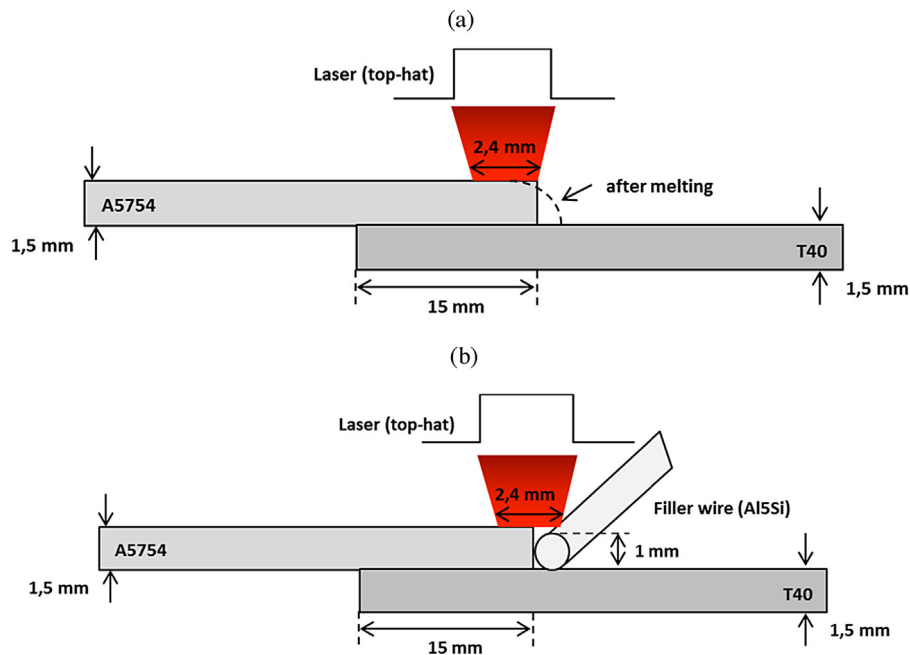 (a)
Laser (top-hat)
2,4 mm
after melting
A5754
1,5 mm
T40
15 mm
1,5 mm
(b)
Laser (top-hat)
2,4 mm
Filler wire (Al5Si)
A5754
1 mm
1,5 mm
T40
15 mm
1,5 mm